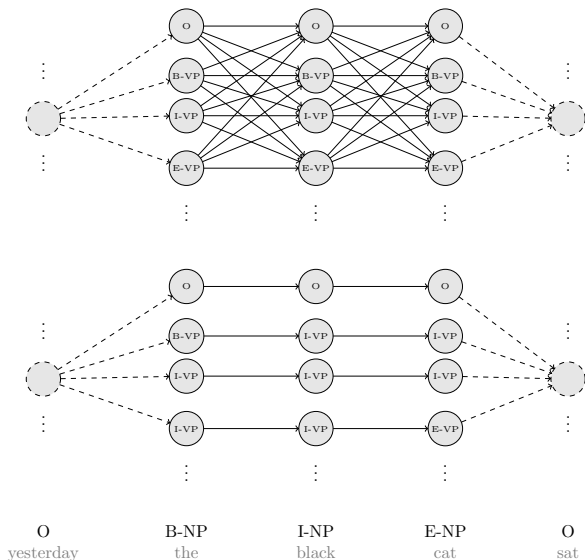 O O O
B-VP B-VP B-VP
I-VP I-VP I-VP
E-VP E-VP E-VP
O O O
B-VP I-VP I-VP
I-VP I-VP I-VP
I-VP I-VP E-VP
O B-NP I-NP E-NP O
yesterday the black cat sat